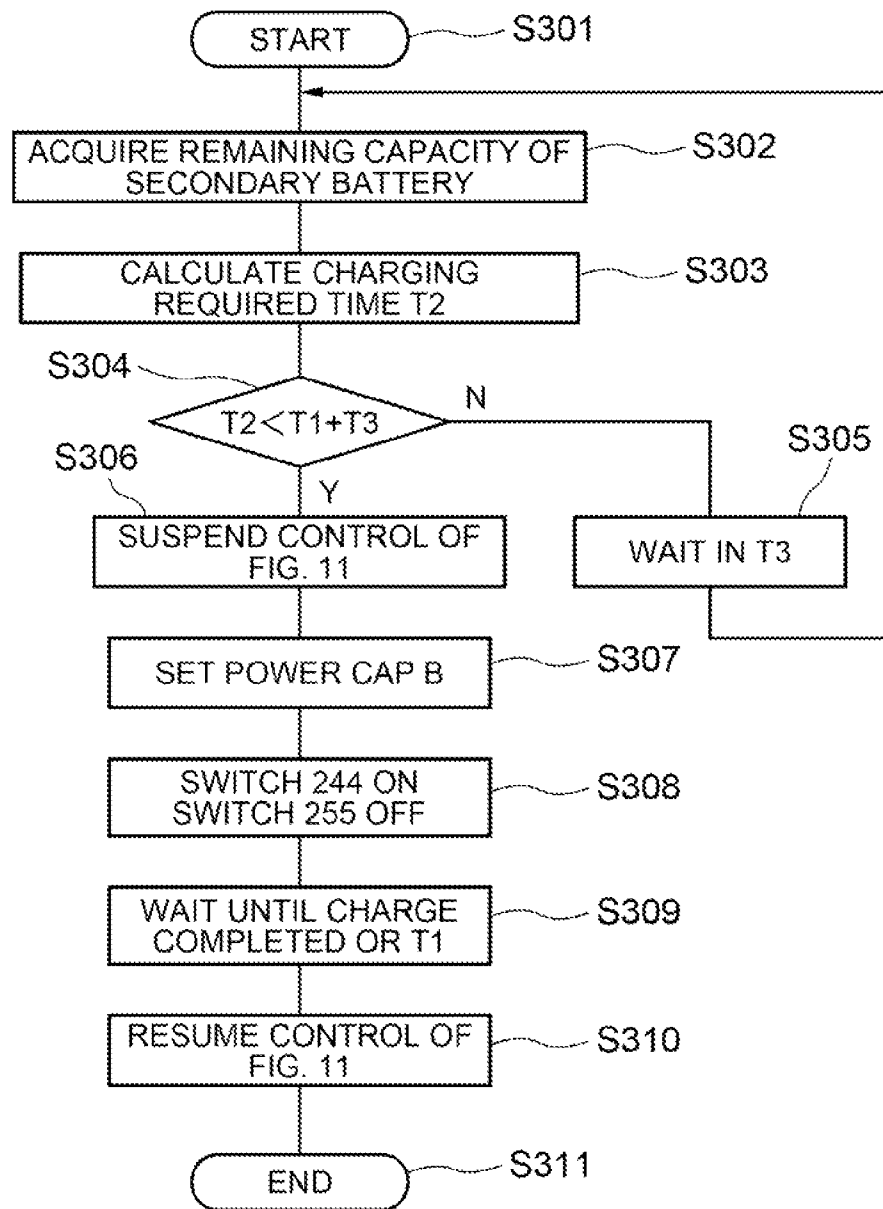 START
S301
ACQUIRE REMAINING CAPACITY OF
SECONDARY BATTERY
S302
CALCULATE CHARGING
REQUIRED TIME T2
S303
S304
T2<T1+T3
N
Y
S305
WAIT IN T3
S306
SUSPEND CONTROL OF
FIG. 11
SET POWER CAP B
S307
SWITCH 244 ON
SWITCH 255 OFF
S308
WAIT UNTIL CHARGE
COMPLETED OR T1
S309
RESUME CONTROL OF
FIG. 11
S310
END
S311